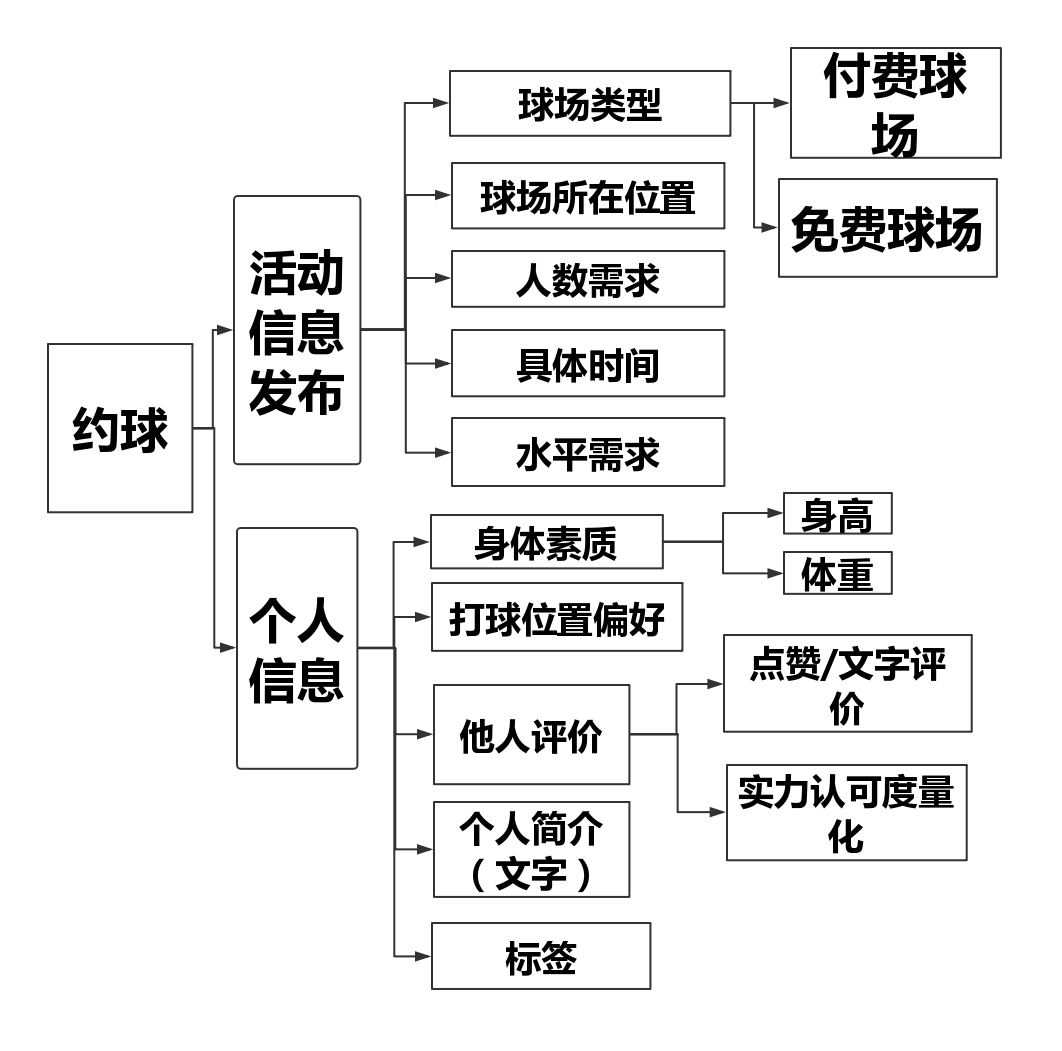 约球
活动
信息
发布
球场类型
付费球
场
免费球场
球场所在位置
人数需求
具体时间
水平需求
个人
信息
身体素质
身高
体重
打球位置偏好
他人评价
点赞/文字评
价
实力认可度量
化
个人简介
（文字）
标签